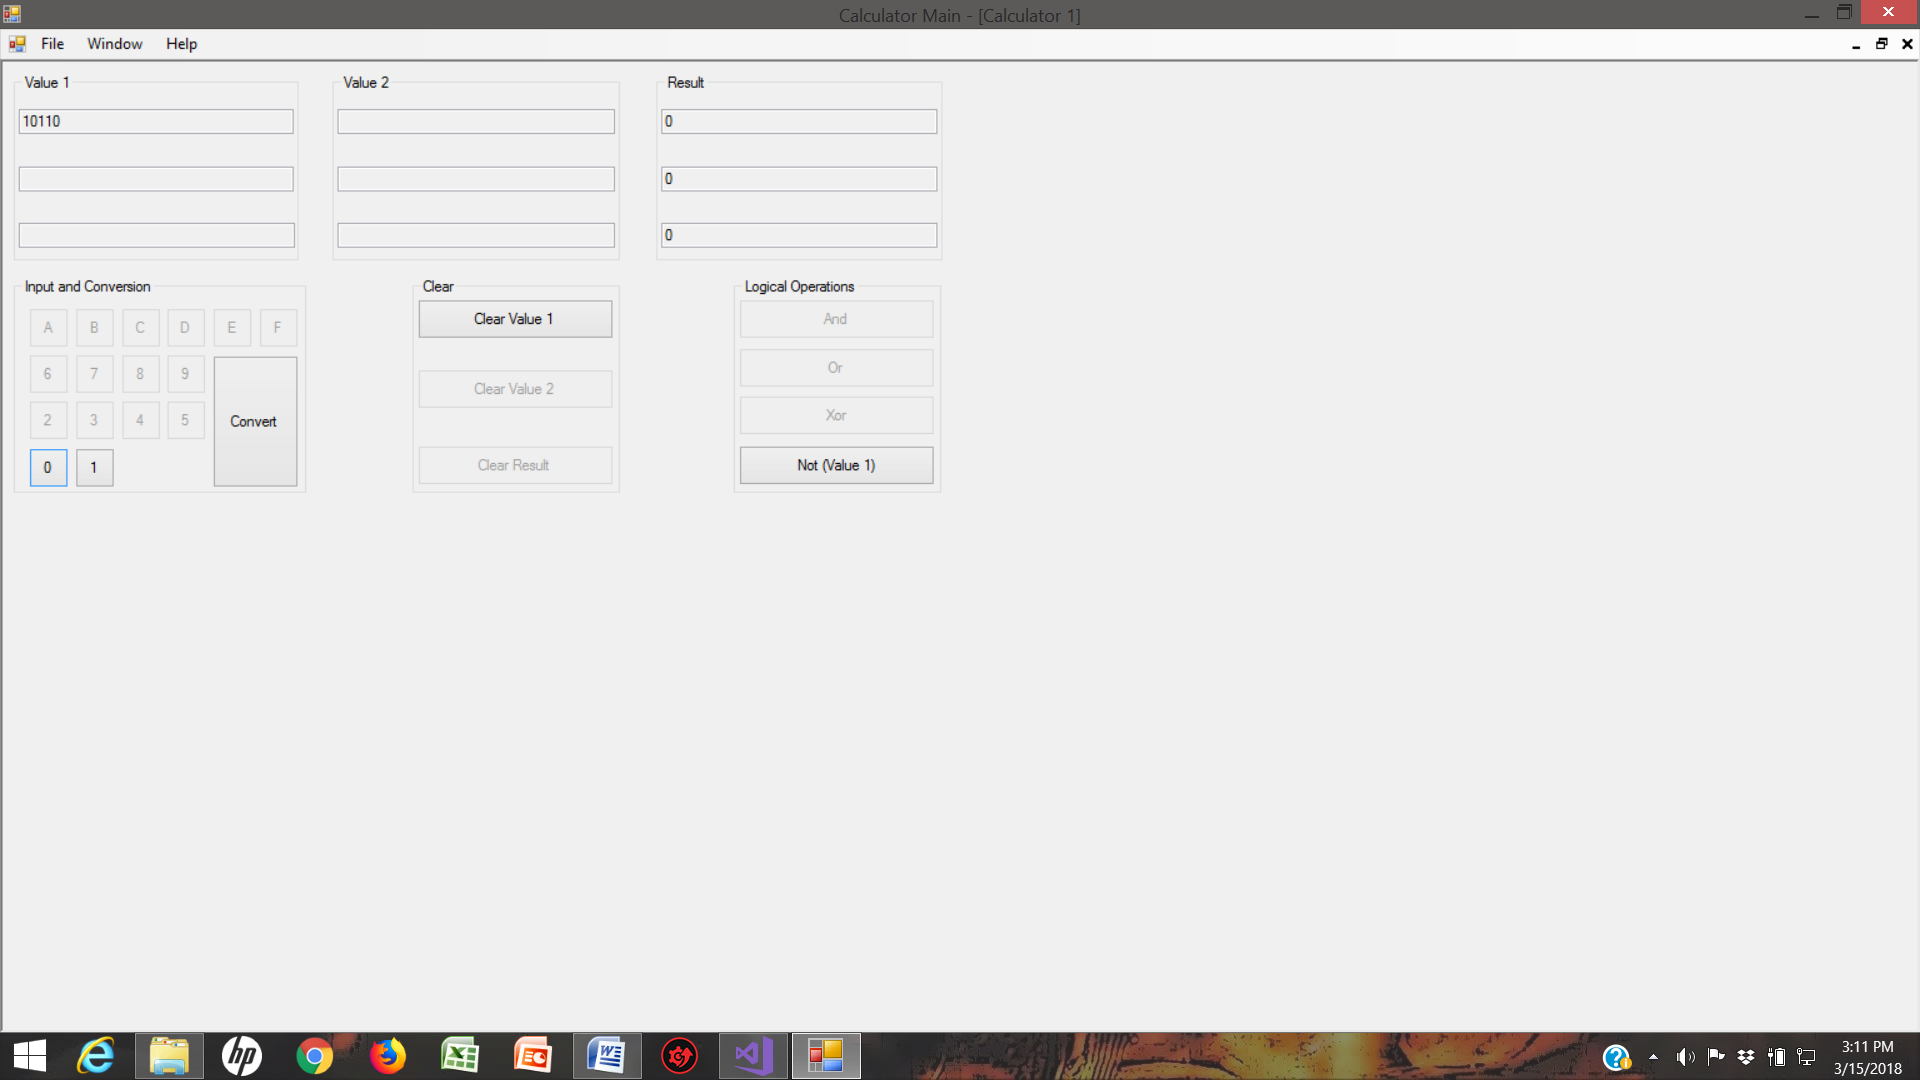 Calculator Main - [Calculator 1]
File Window Help
Value 1 Value 2 Result
10110 0
0
0
Input and Conversion Clear Logical Operations
A B C D E F Clear Value 1 And
6 7 8 9 Clear Value 2 Or
2 3 4 5 Convert Xor
0 1 Clear Result Not (Value 1)
3:11 PM
3/15/2018